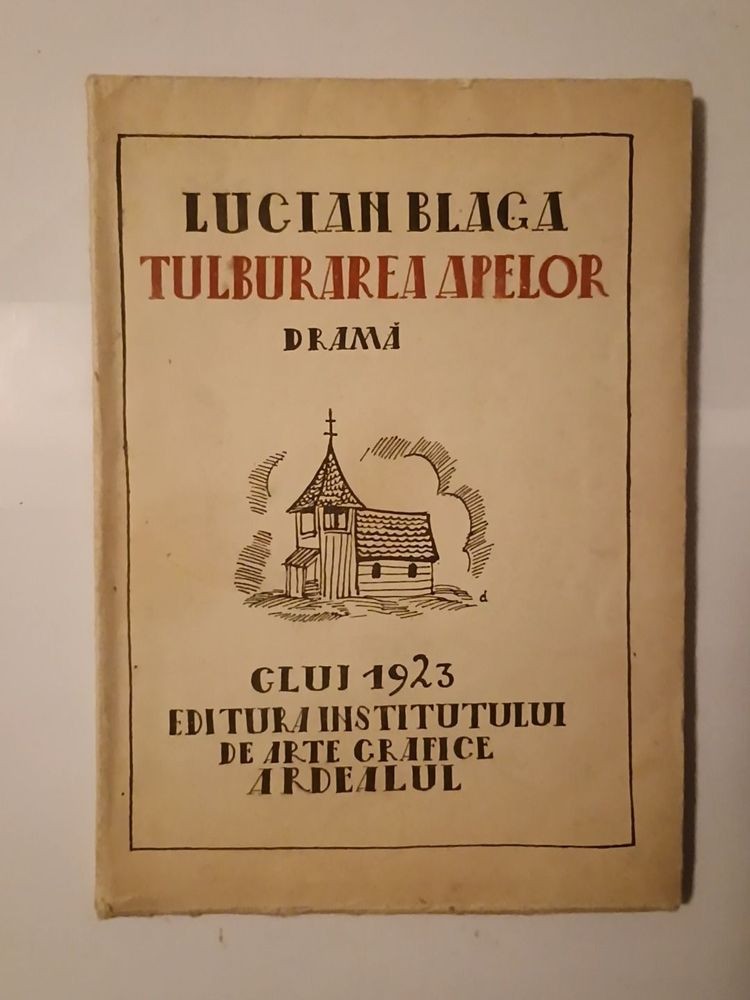 LUCIAN BLAGA
TULBURAREA APELOR
DRAMĂ
d
CLUJ 1923
EDITURA INSTITUTULUI
DE ARTE GRAFICE
ARDEALUL